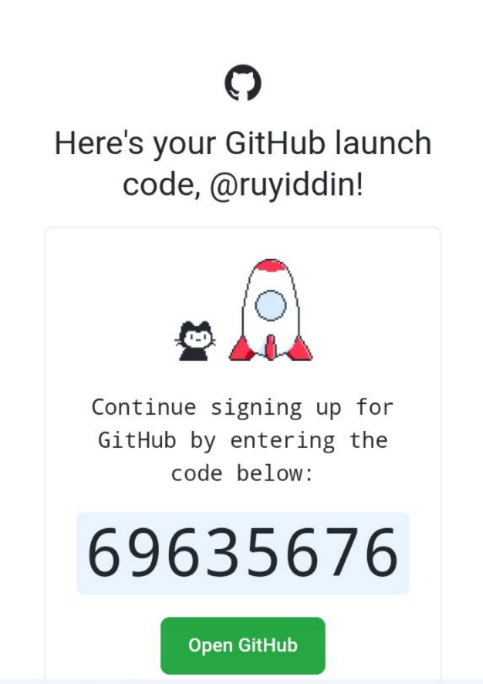 Here's your GitHub launch
code, @ruyiddin!
Continue signing up for
GitHub by entering the
code below:
69635676
Open GitHub